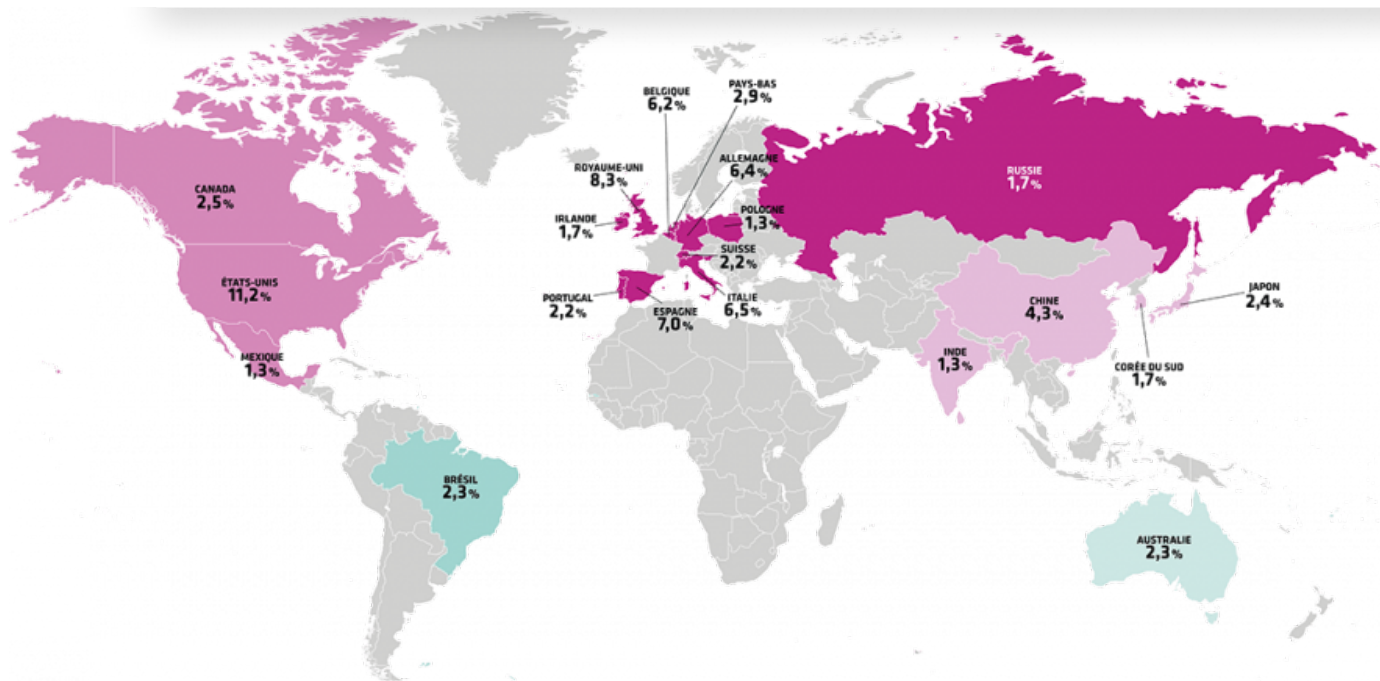 PAYS-BAS
2,9%
BELGIQUE
6,2%
ALLEMAGNE
6,4%
ROYAUME-UNI
8,3%
RUSSIE
1,7%
CANADA
2,5%
POLOGNE
1,3%
IRLANDE
1,7%
SUISSE
2,2%
ÉTATS-UNIS
11,2%
PORTUGAL
2,2%
ESPAGNE
7,0%
ITALIE
6,5%
CHINE
4,3%
JAPON
2,4%
MEXIQUE
1,3%
INDE
1,3%
CORÉE DU SUD
1,7%
BRÉSIL
2,3%
AUSTRALIE
2,3%